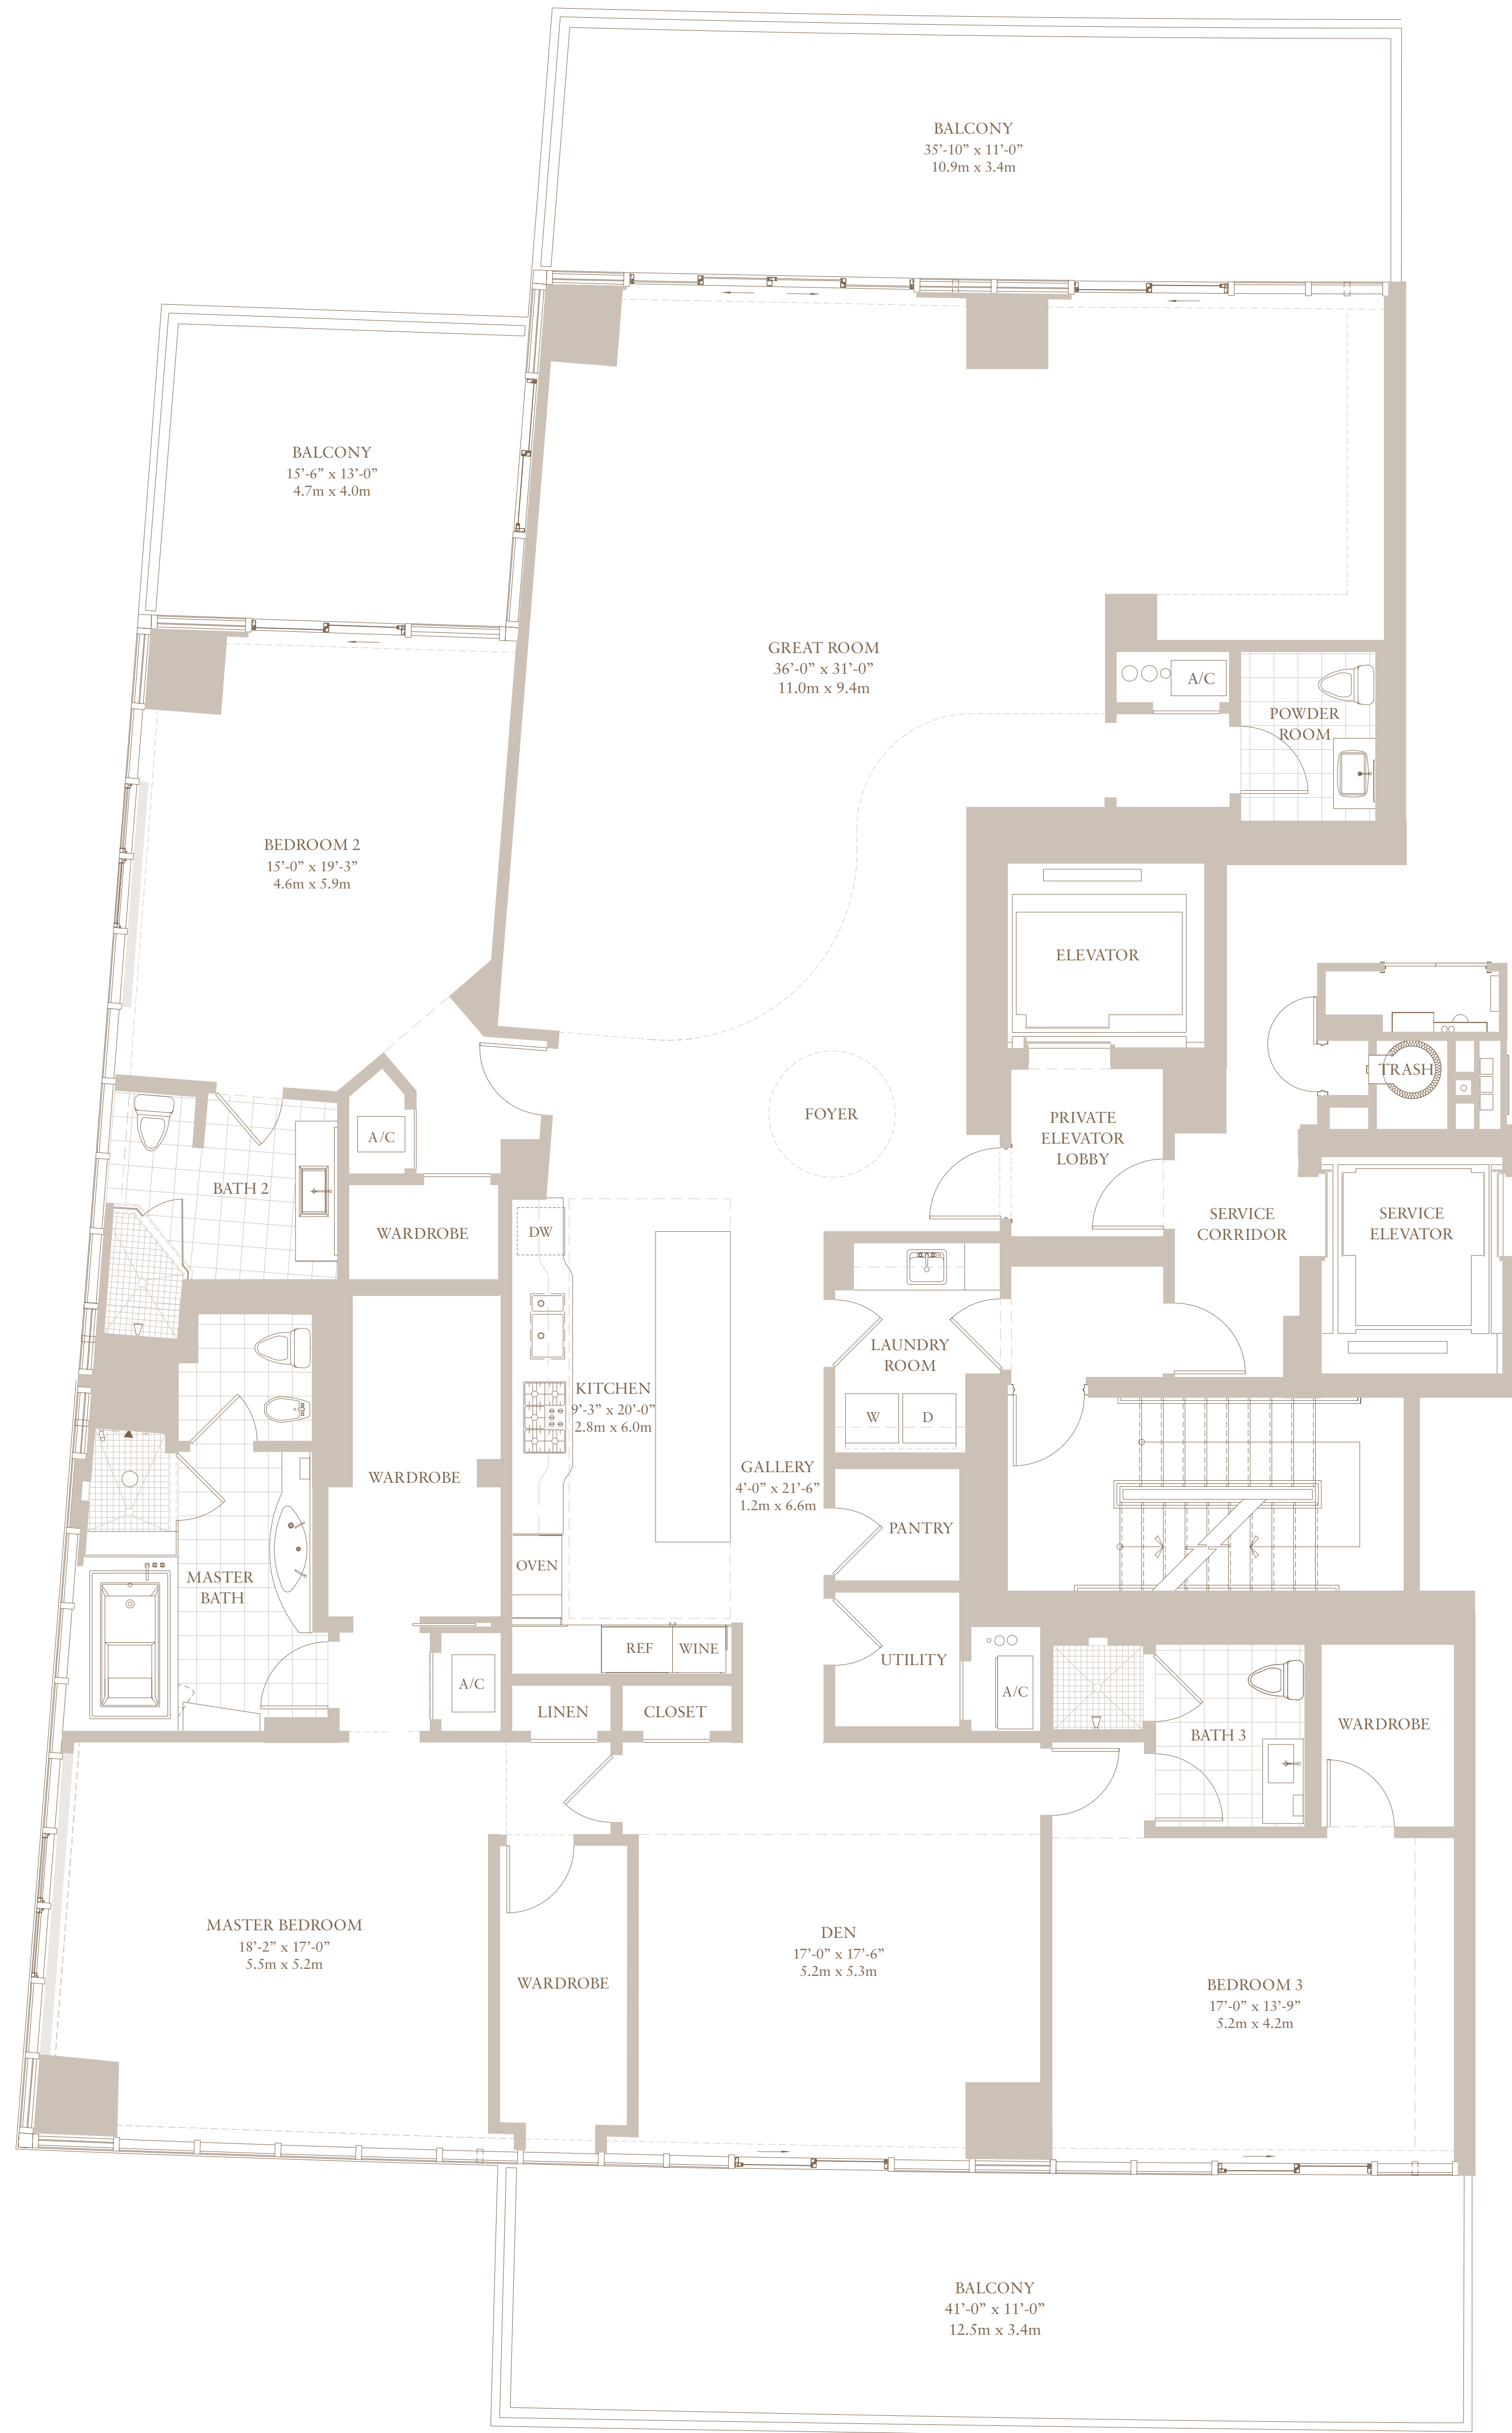 BALCONY
35’-10” x 11’-0”
10.9m x 3.4m
BALCONY
15’-6” x 13’-0”
4.7m x 4.0m
GREAT ROOM
36’-0” x 31’-0”
11.0m x 9.4m
A/C
POWDER
ROOM
BEDROOM 2
15’-0” x 19’-3”
4.6m x 5.9m
ELEVATOR
TRASH
FOYER
PRIVATE
ELEVATOR
LOBBY
A/C
BATH 2
WARDROBE
DW
SERVICE
CORRIDOR
SERVICE
ELEVATOR
LAUNDRY
ROOM
W
D
KITCHEN
9’-3” x 20’-0”
2.8m x 6.0m
WARDROBE
GALLERY
4’-0” x 21’-6”
1.2m x 6.6m
PANTRY
OVEN
MASTER
BATH
REF
WINE
UTILITY
A/C
A/C
LINEN
CLOSET
BATH 3
WARDROBE
MASTER BEDROOM
18’-2” x 17’-0”
5.5m x 5.2m
WARDROBE
DEN
17’-0” x 17’-6”
5.2m x 5.3m
BEDROOM 3
17’-0” x 13’-9”
5.2m x 4.2m
BALCONY
41’-0” x 11’-0”
12.5m x 3.4m